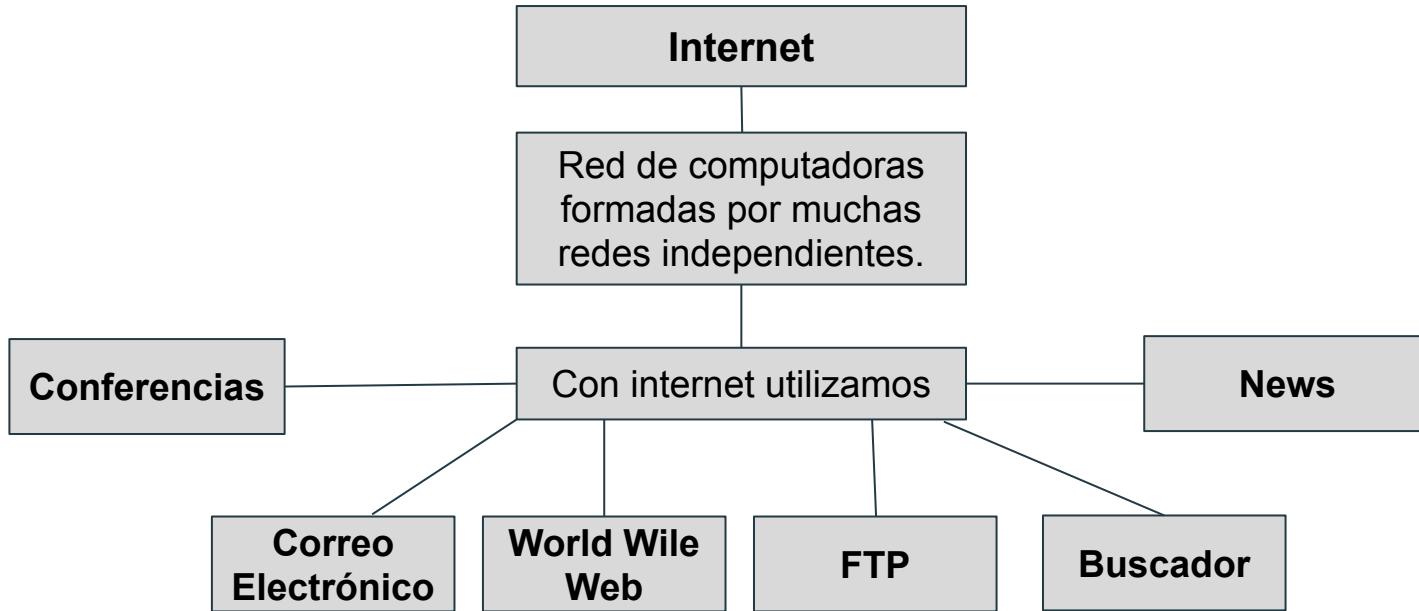 Internet
Red de computadoras
formadas por muchas
redes independientes.
Conferencias
Con internet utilizamos
News
Correo
Electrónico
World Wile
Web
FTP
Buscador